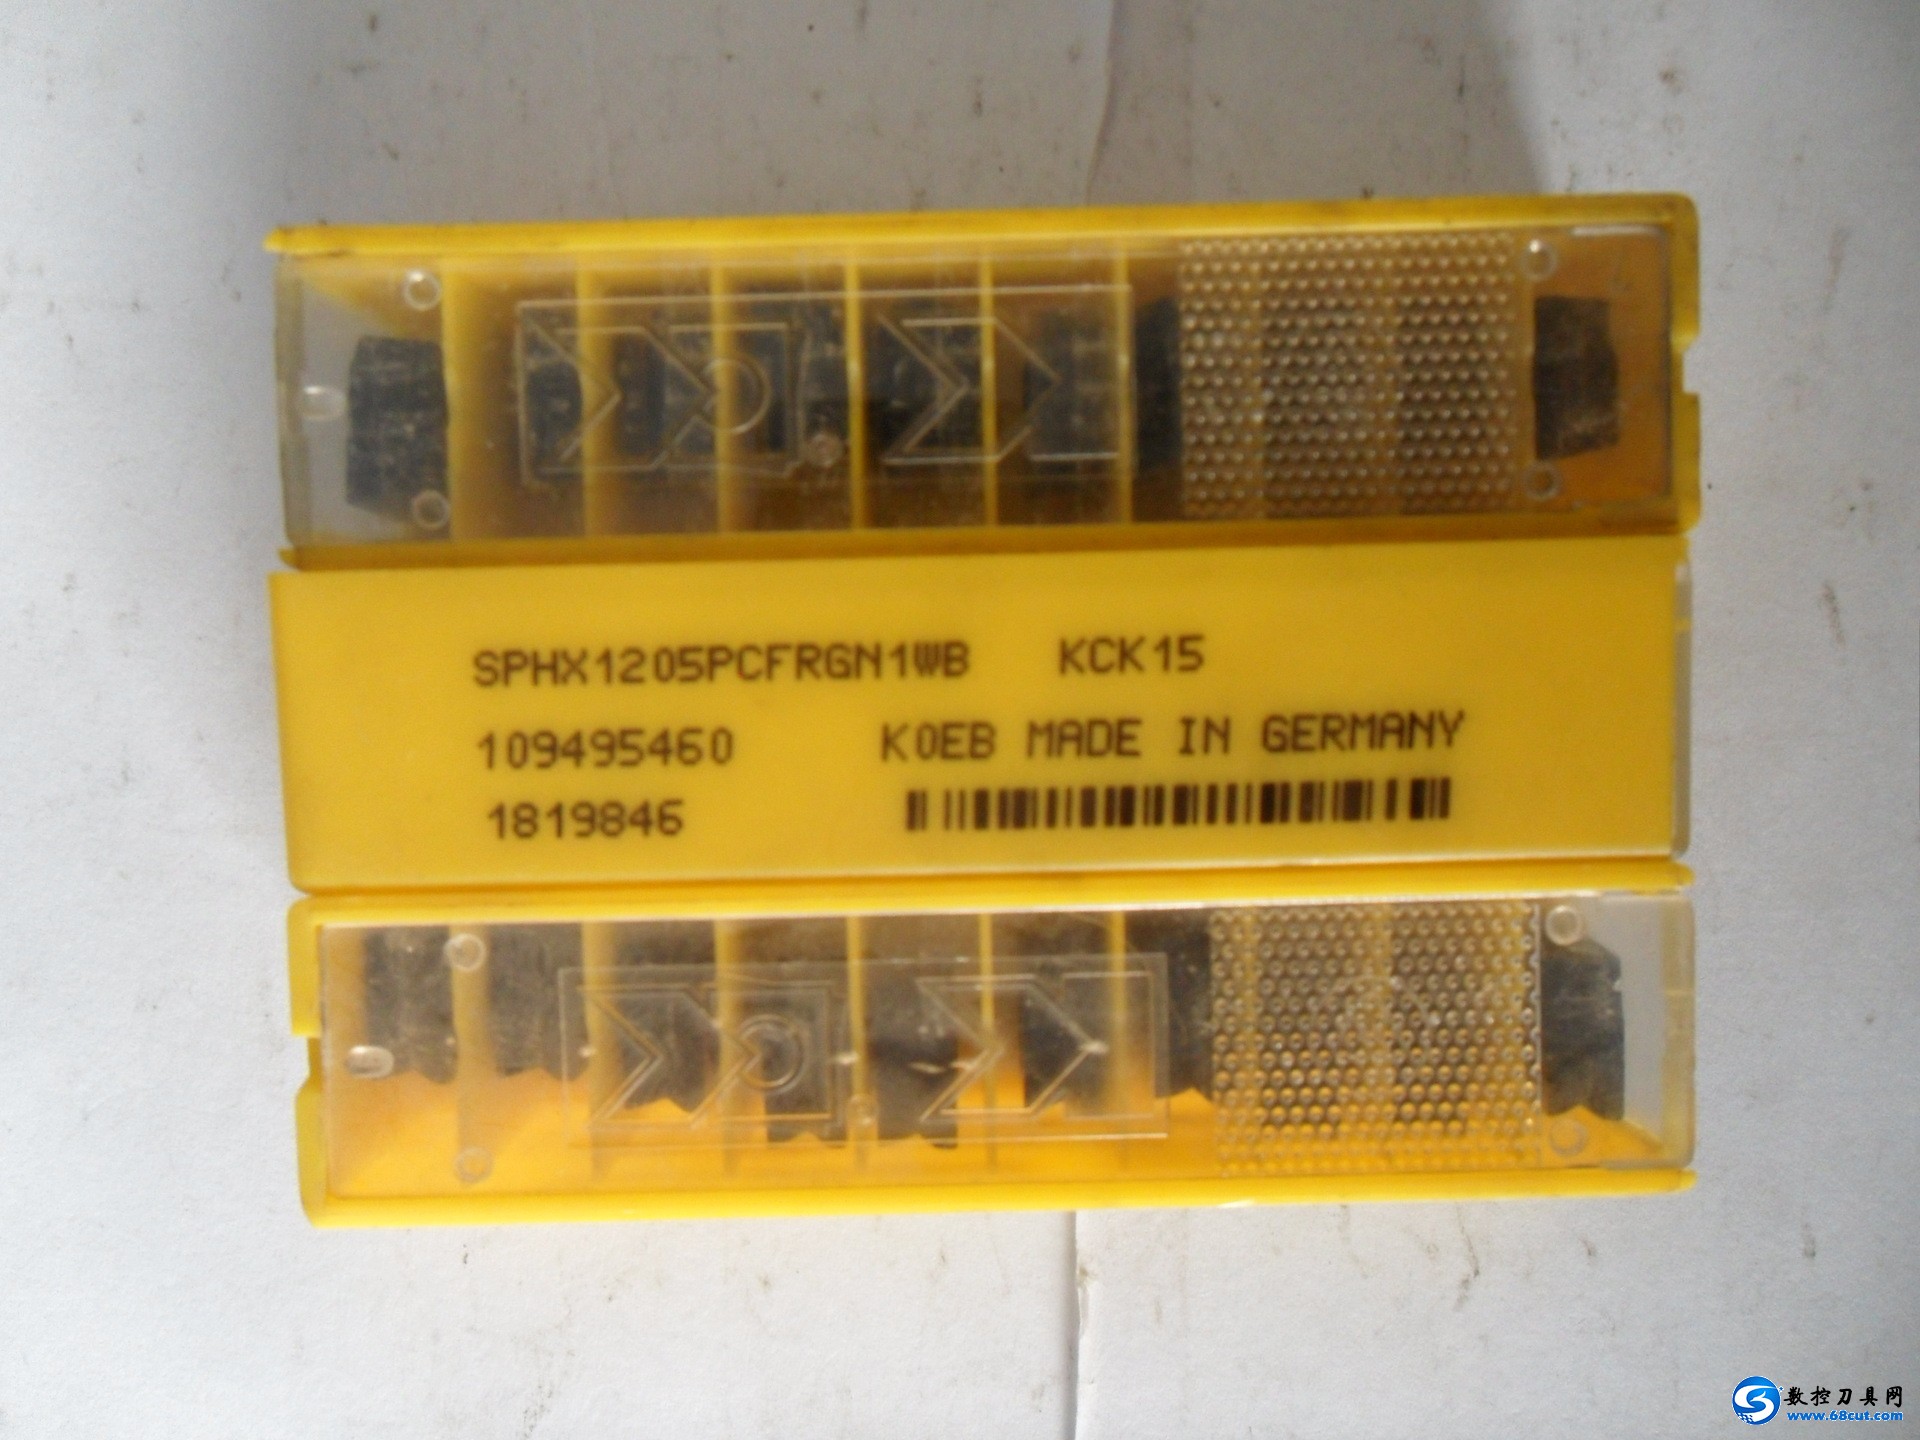 SPHX1205PCFRGN1WB KCK15
109495460 K0EB MADE IN GERMANY
1819846
数控刀具网
www.68cut.com